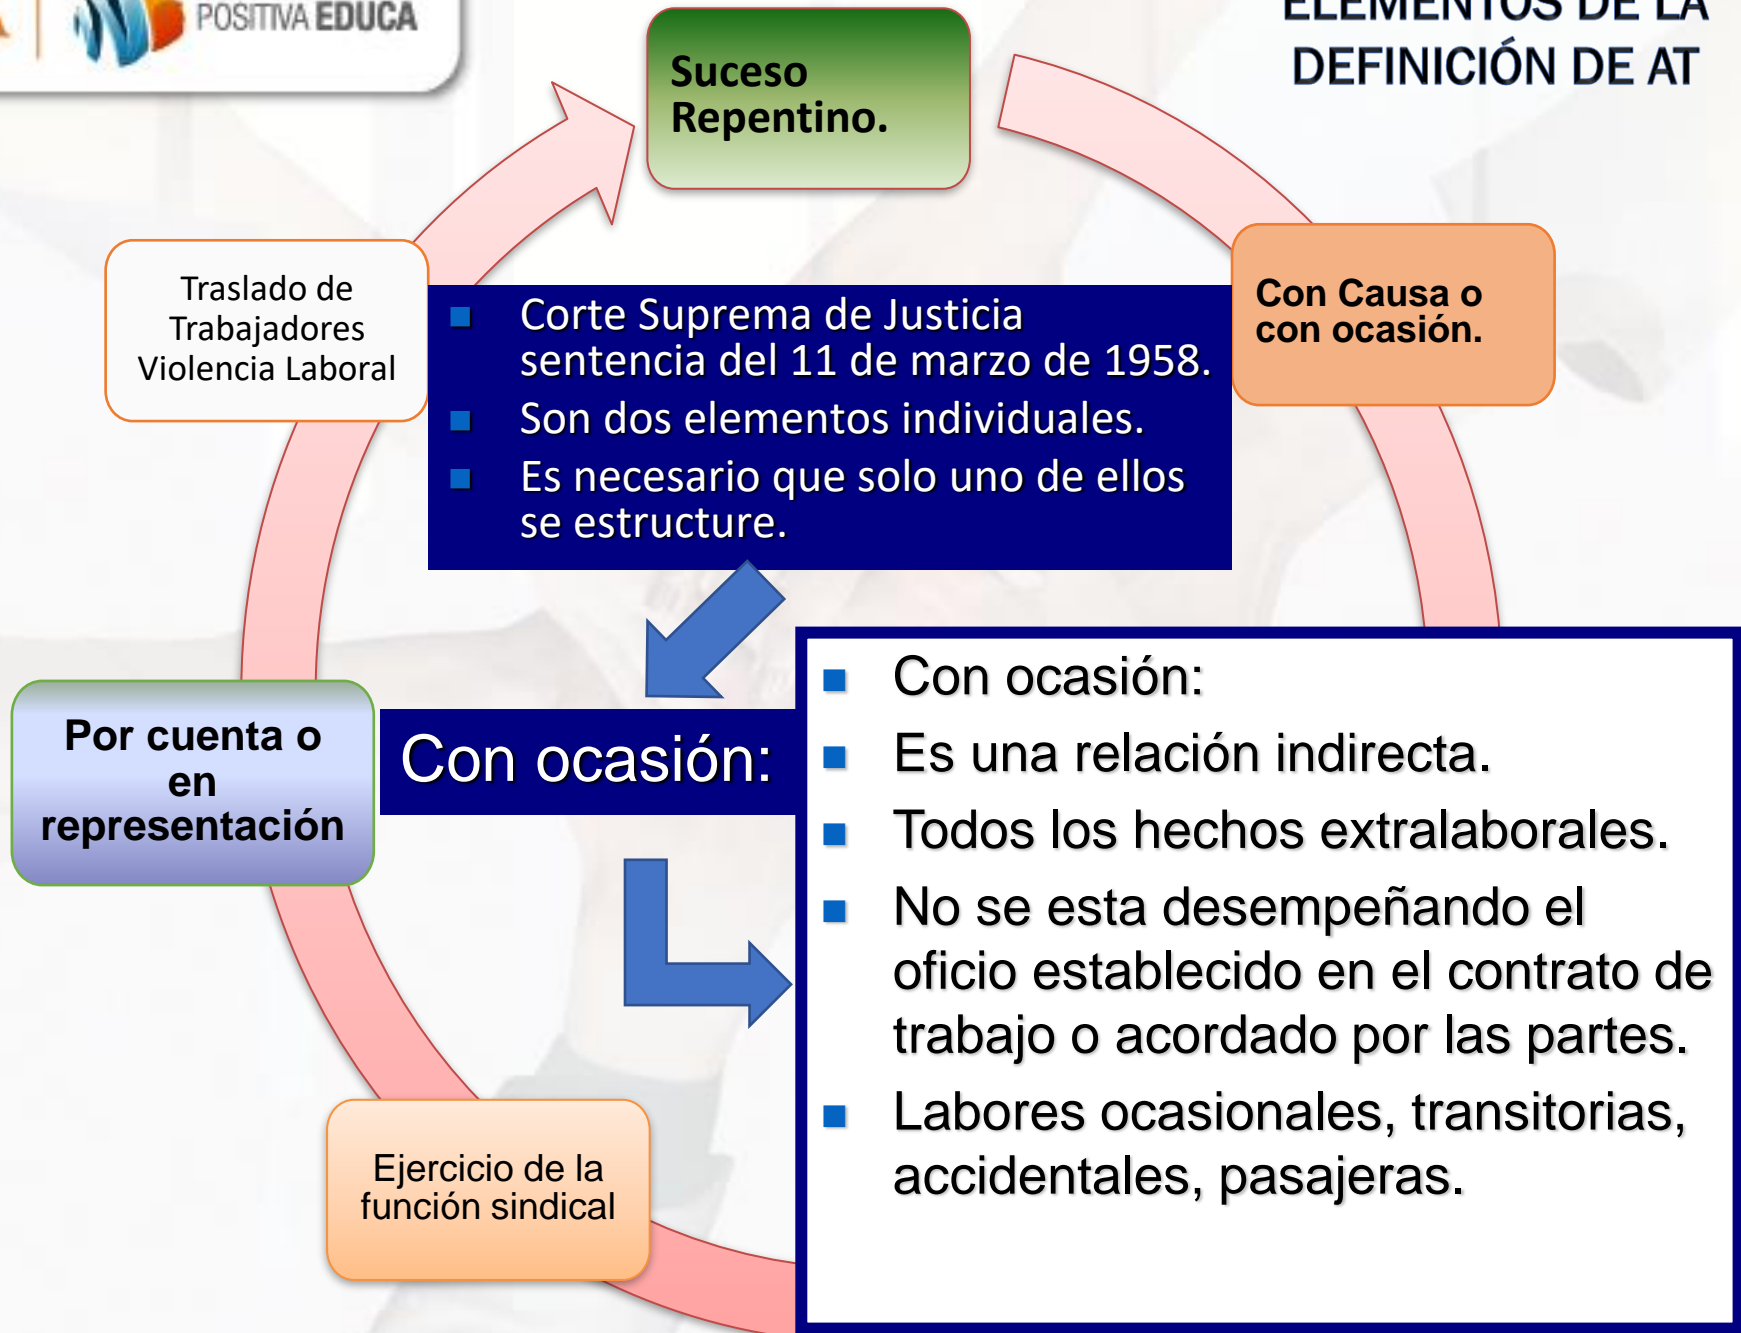 POSITIVA EDUCA
ELEMENTOS DE LA
DEFINICIÓN DE AT
Suceso
Repentino.
Con Causa o
con ocasión.
Traslado de
Trabajadores
Violencia Laboral
Corte Suprema de Justicia
sentencia del 11 de marzo de 1958.
Son dos elementos individuales.
Es necesario que solo uno de ellos
se estructure.
Por cuenta o
en
representación
Con ocasión:
Con ocasión:
Es una relación indirecta.
Todos los hechos extralaborales.
No se esta desempeñando el
oficio establecido en el contrato de
trabajo o acordado por las partes.
Labores ocasionales, transitorias,
accidentales, pasajeras.
Ejercicio de la
función sindical